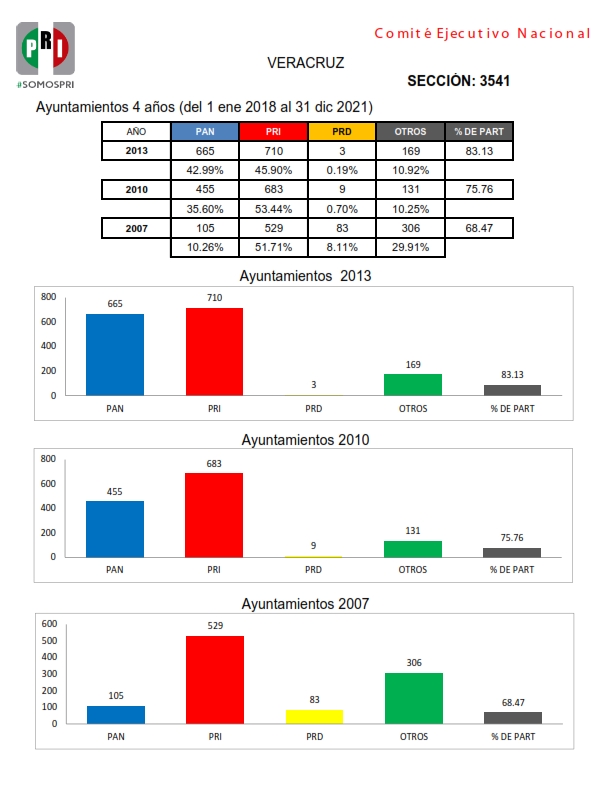 PRI
#SOMOSPRI
Comité Ejecutivo Nacional
VERACRUZ
SECCIÓN: 3541
Ayuntamientos 4 años (del 1 ene 2018 al 31 dic 2021)
AÑO PAN PRI PRD OTROS % DE PART
2013 665 710 3 169 83.13
42.99% 45.90% 0.19% 10.92%
2010 455 683 9 131 75.76
35.60% 53.44% 0.70% 10.25%
2007 105 529 83 306 68.47
10.26% 51.71% 8.11% 29.91%
Ayuntamientos 2013
800
600
400
200
0
665 710 3 169 83.13
PAN PRI PRD OTROS % DE PART
Ayuntamientos 2010
800
600
400
200
0
455 683 9 131 75.76
PAN PRI PRD OTROS % DE PART
Ayuntamientos 2007
600
500
400
300
200
100
0
105 529 83 306 68.47
PAN PRI PRD OTROS % DE PART